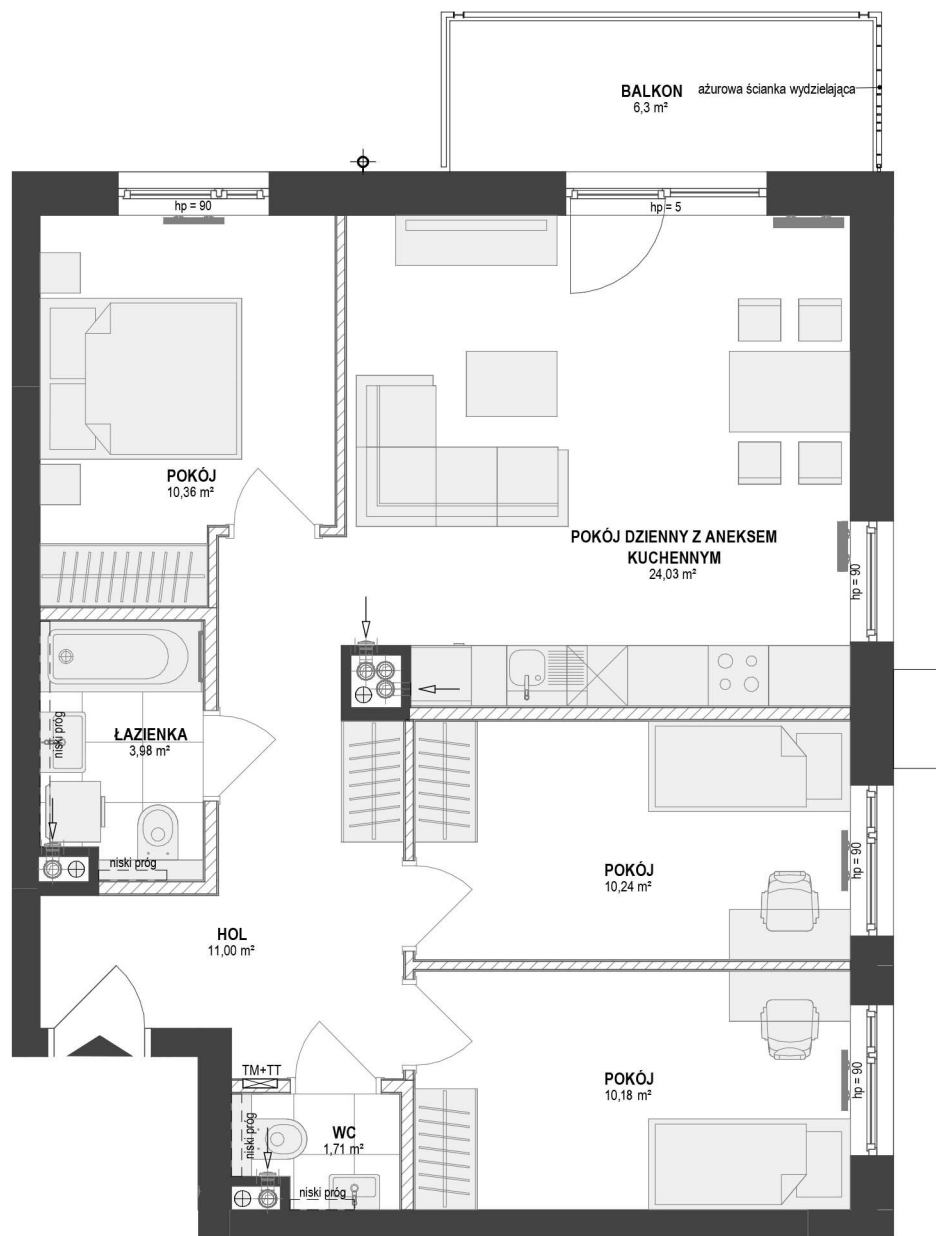 BALKON
6,3 m²
ażurowa ścianka wydzielająca
hp = 90
hp = 5
POKÓJ
10,36 m²
POKÓJ DZIENNY Z ANEKSEM
KUCHENNYM
24,03 m²
hp = 90
ŁAZIENKA
3,98 m²
niski próg
niski próg
POKÓJ
10,24 m²
hp = 90
HOL
11,00 m²
TM+TT
POKÓJ
10,18 m²
hp = 90
WC
1,71 m²
niski próg
niski próg